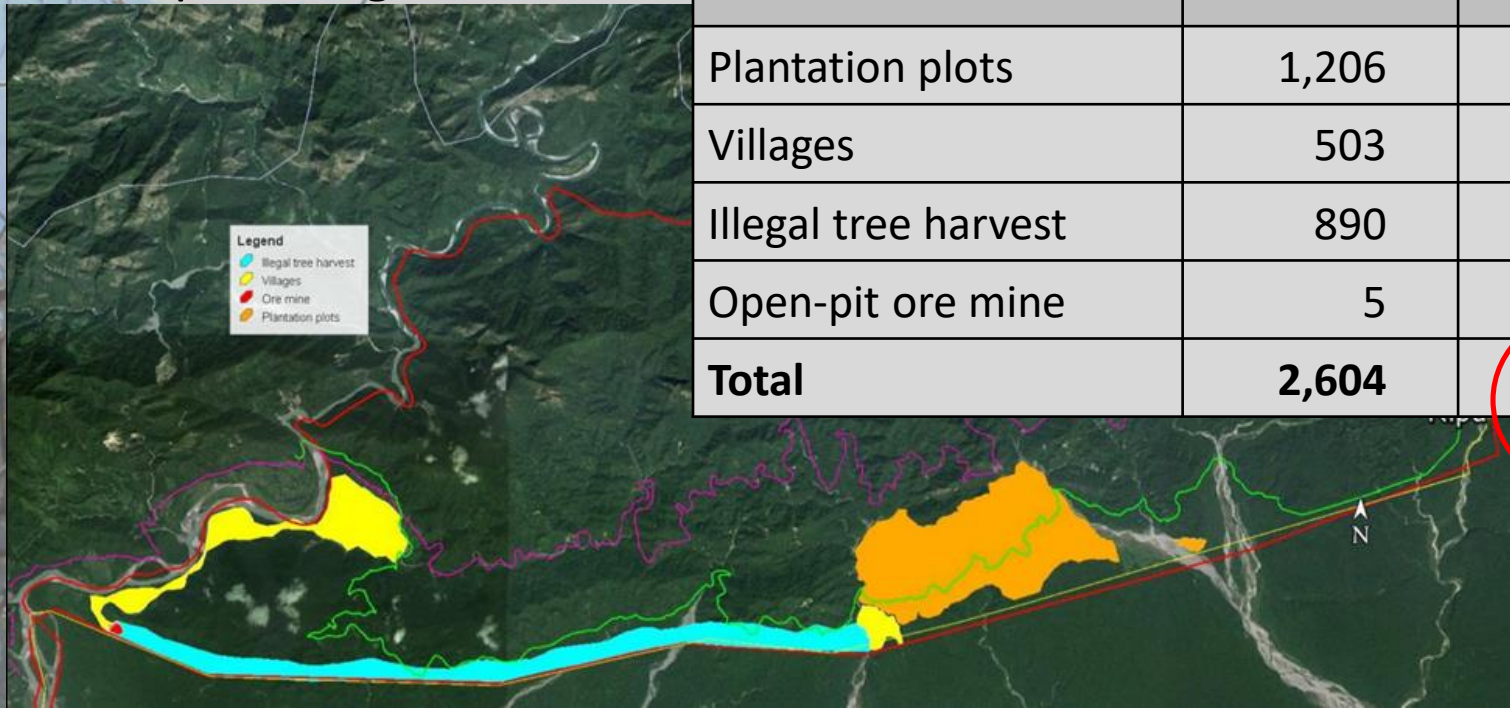 Plantation plots 1,206
Villages 503
Illegal tree harvest 890
Open-pit ore mine 5
Total 2,604
Legend
Illegal tree harvest
Villages
Ore mine
Plantation plots
N